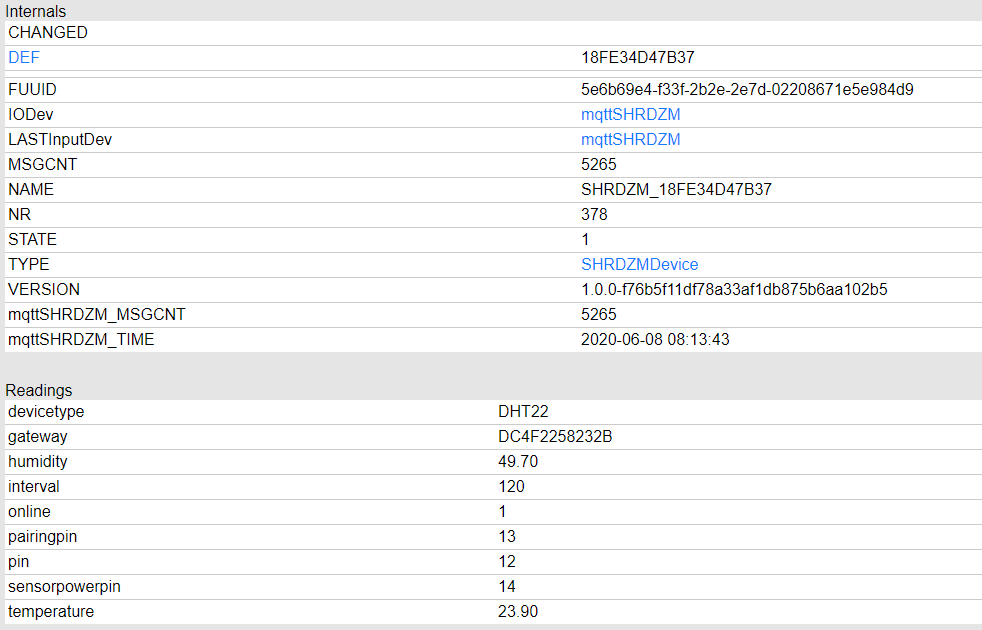 Internals
CHANGED
DEF 18FE34D47B37
FUUID 5e6b69e4-f33f-2b2e-2e7d-02208671e5e984d9
IODev mqttSHRDZM
LASTInputDev mqttSHRDZM
MSGCNT 5265
NAME SHRDZM_18FE34D47B37
NR 378
STATE 1
TYPE SHRDZMDevice
VERSION 1.0.0-f76b5f11df78a33af1db875b6aa102b5
mqttSHRDZM_MSGCNT 5265
mqttSHRDZM_TIME 2020-06-08 08:13:43
Readings
devicetype DHT22
gateway DC4F2258232B
humidity 49.70
interval 120
online 1
pairingpin 13
pin 12
sensorpowerpin 14
temperature 23.90